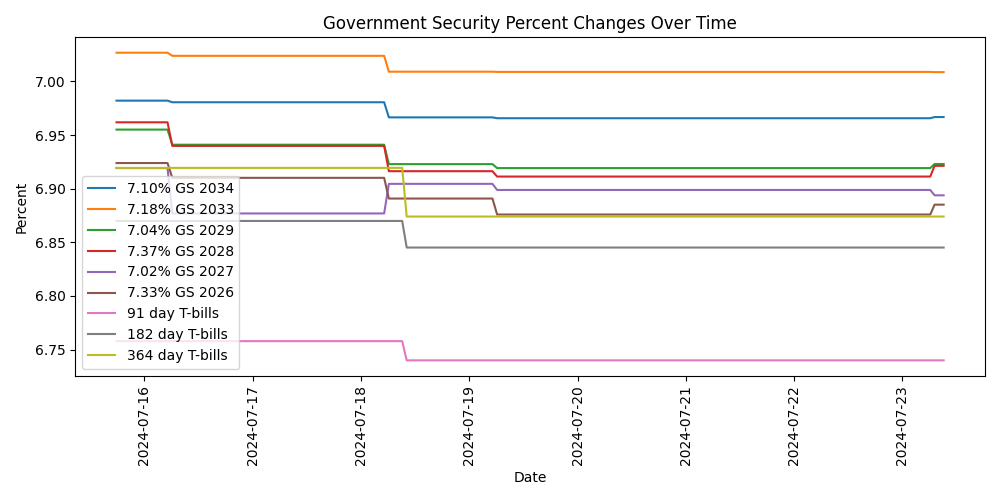 Government Security Percent Changes Over Time
Percent
7.00
6.95
6.90
6.85
6.80
6.75
7.10% GS 2034
7.18% GS 2033
7.04% GS 2029
7.37% GS 2028
7.02% GS 2027
7.33% GS 2026
91 day T-bills
182 day T-bills
364 day T-bills
2024-07-16
2024-07-17
2024-07-18
2024-07-19
2024-07-20
2024-07-21
2024-07-22
2024-07-23
Date